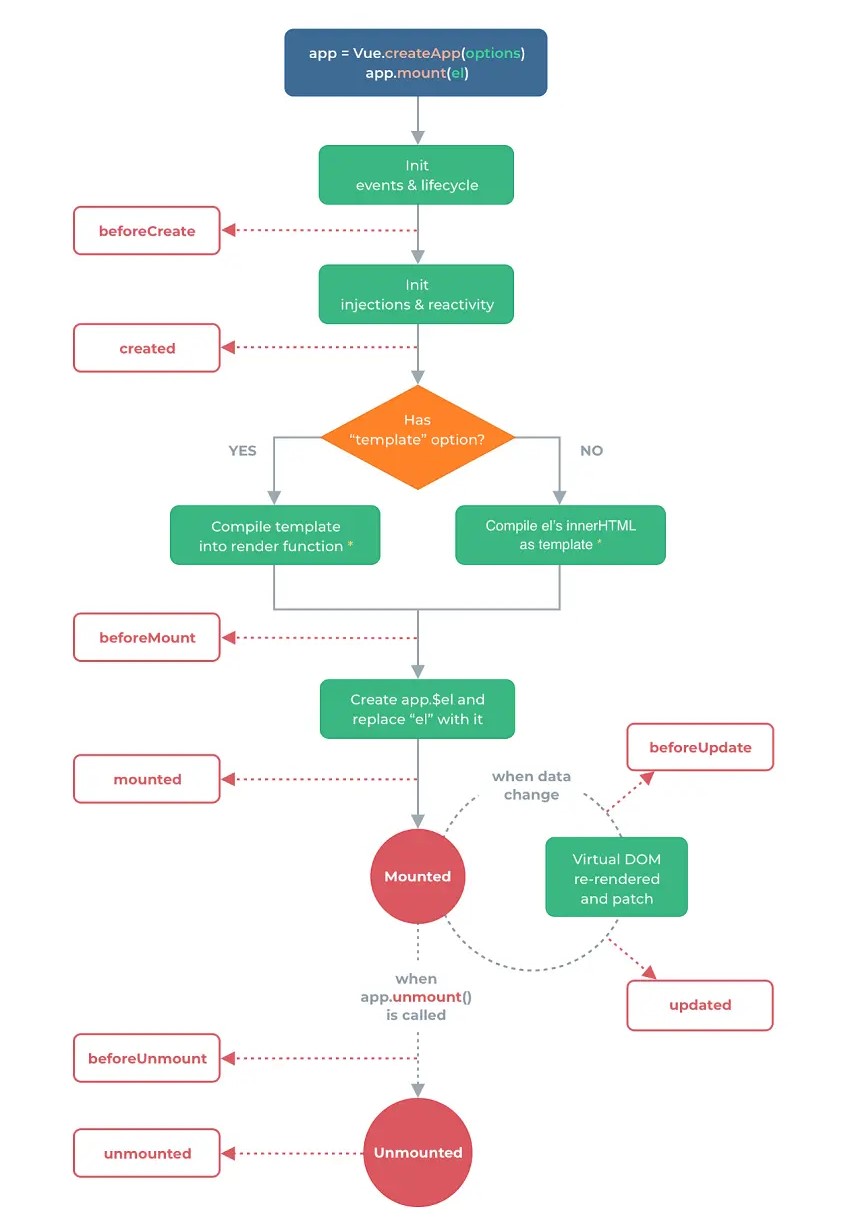 app = Vue.createApp(options)
app.mount(el)
Init
events & lifecycle
beforeCreate
Init
injections & reactivity
created
Has
“template” option?
YES
NO
Compile template
into render function *
Compile el's innerHTML
as template *
beforeMount
Create app.$el and
replace “el” with it
beforeUpdate
mounted
when data
change
Virtual DOM
re-rendered
and patch
Mounted
when
app.unmount()
is called
updated
beforeUnmount
unmounted
Unmounted